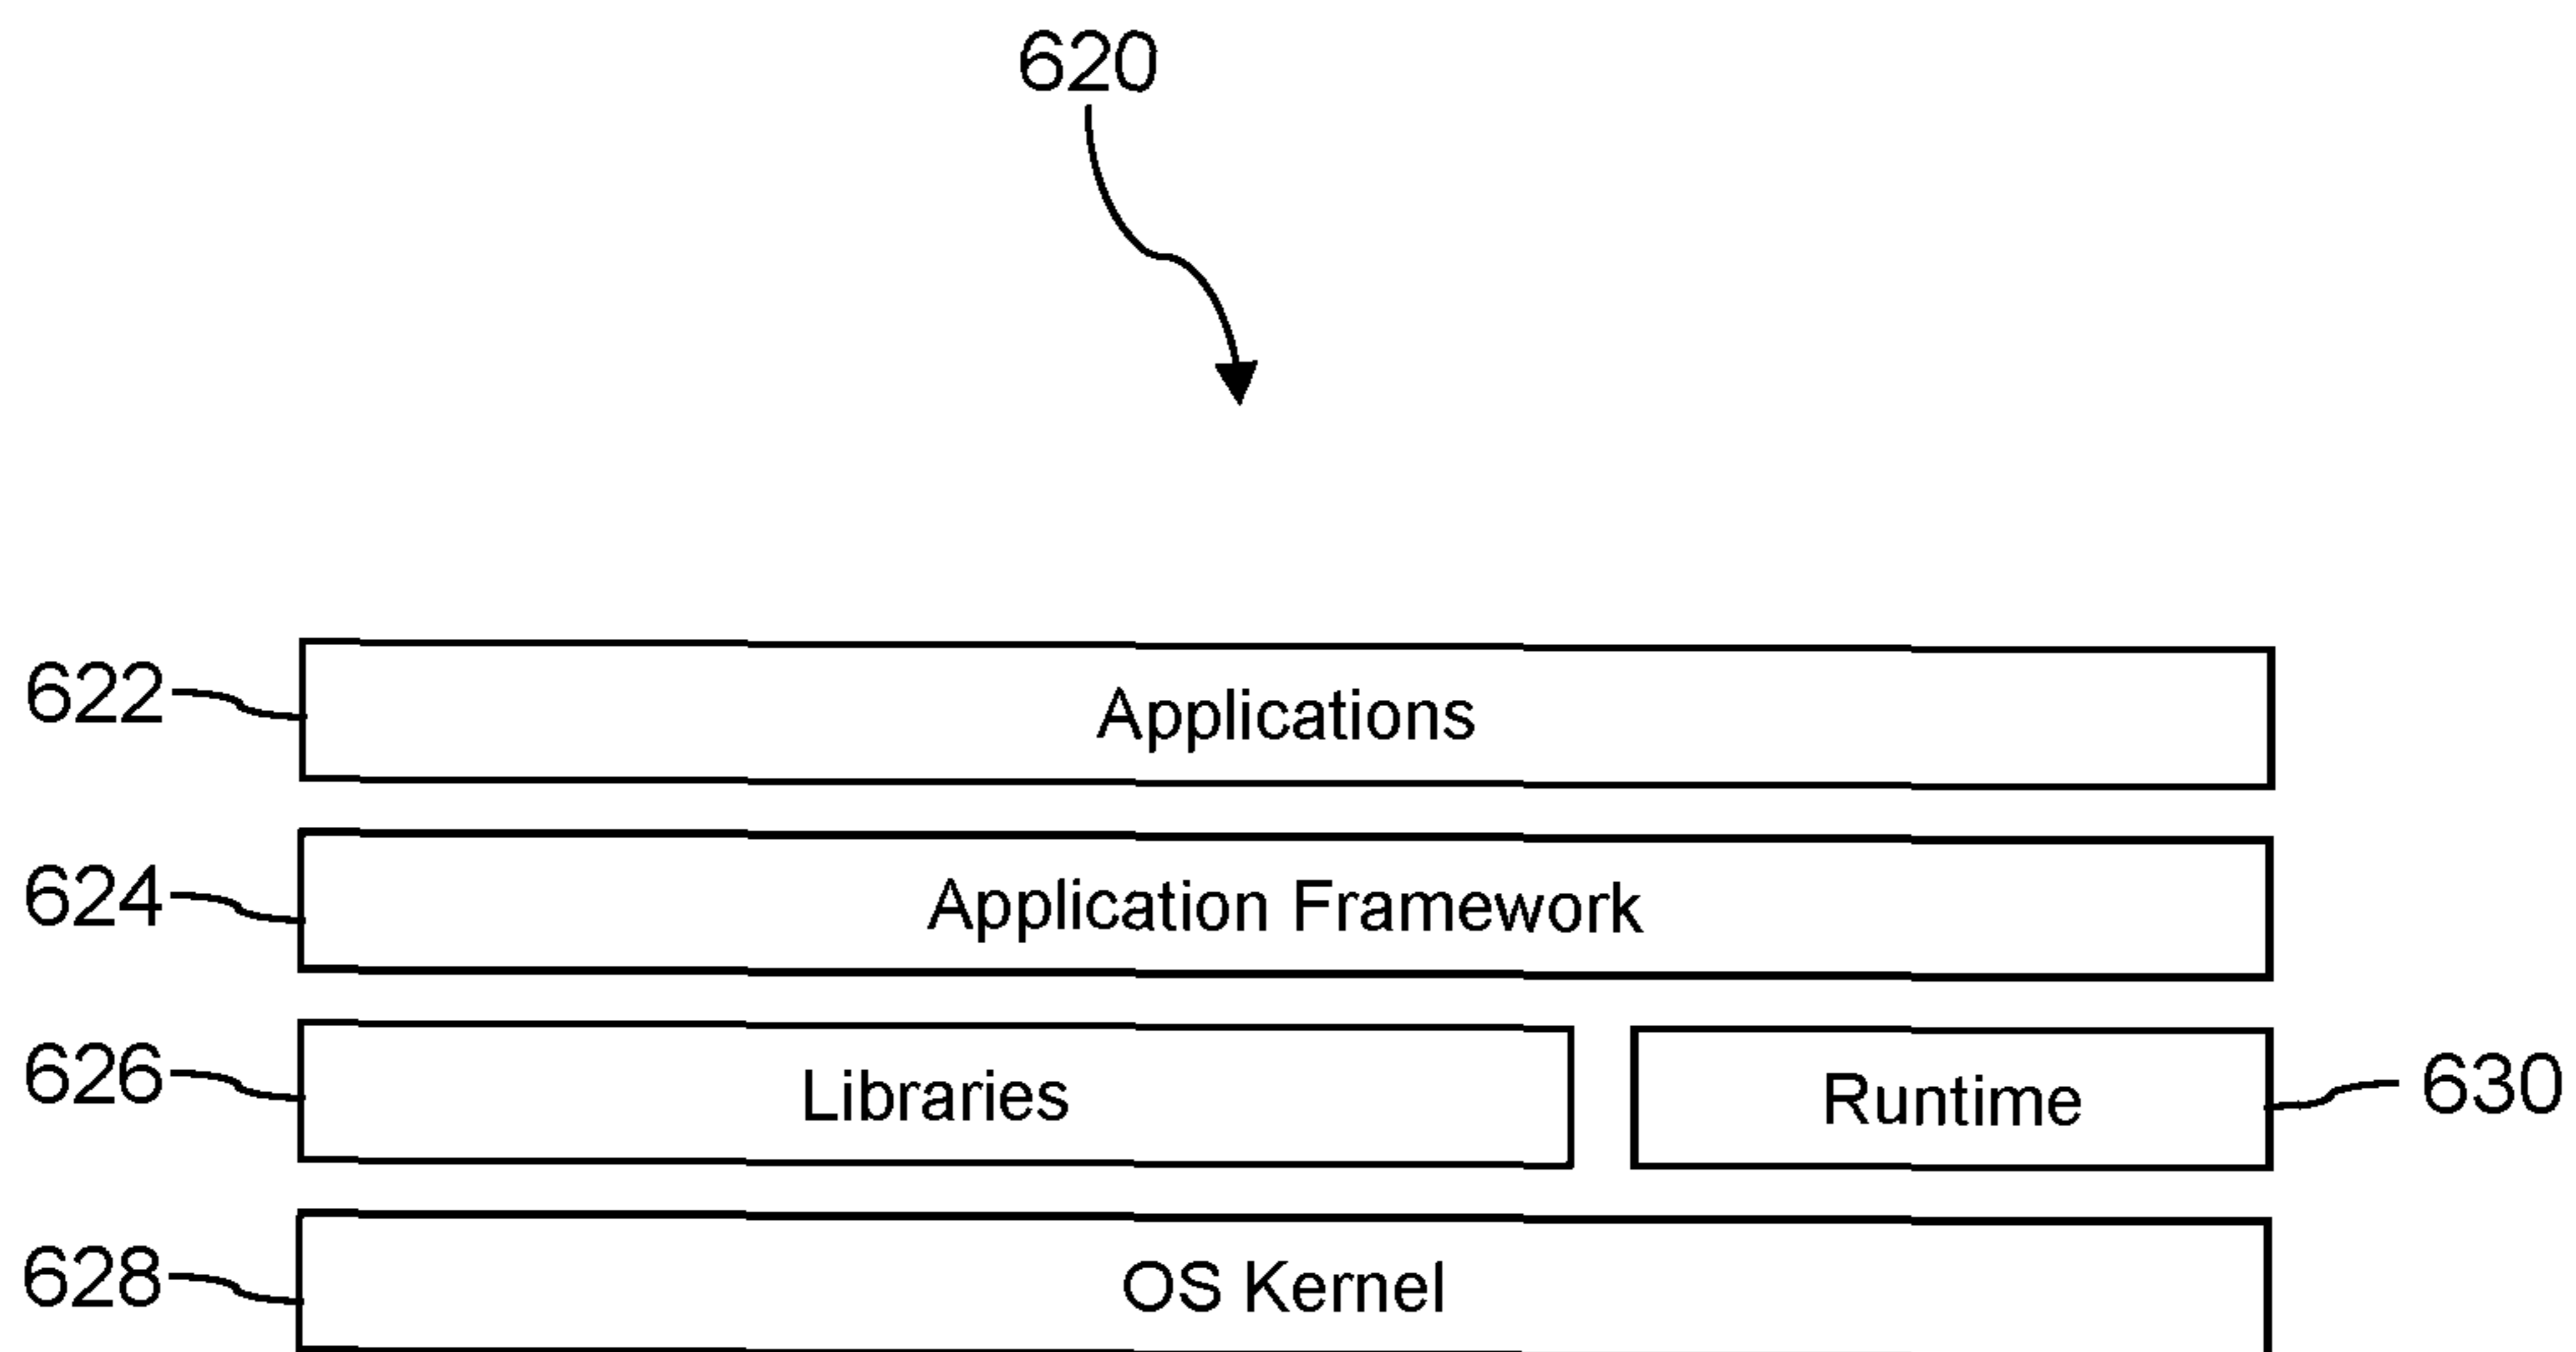 620
622
Applications
624
Application Framework
626
Libraries
Runtime
630
628
OS Kernel